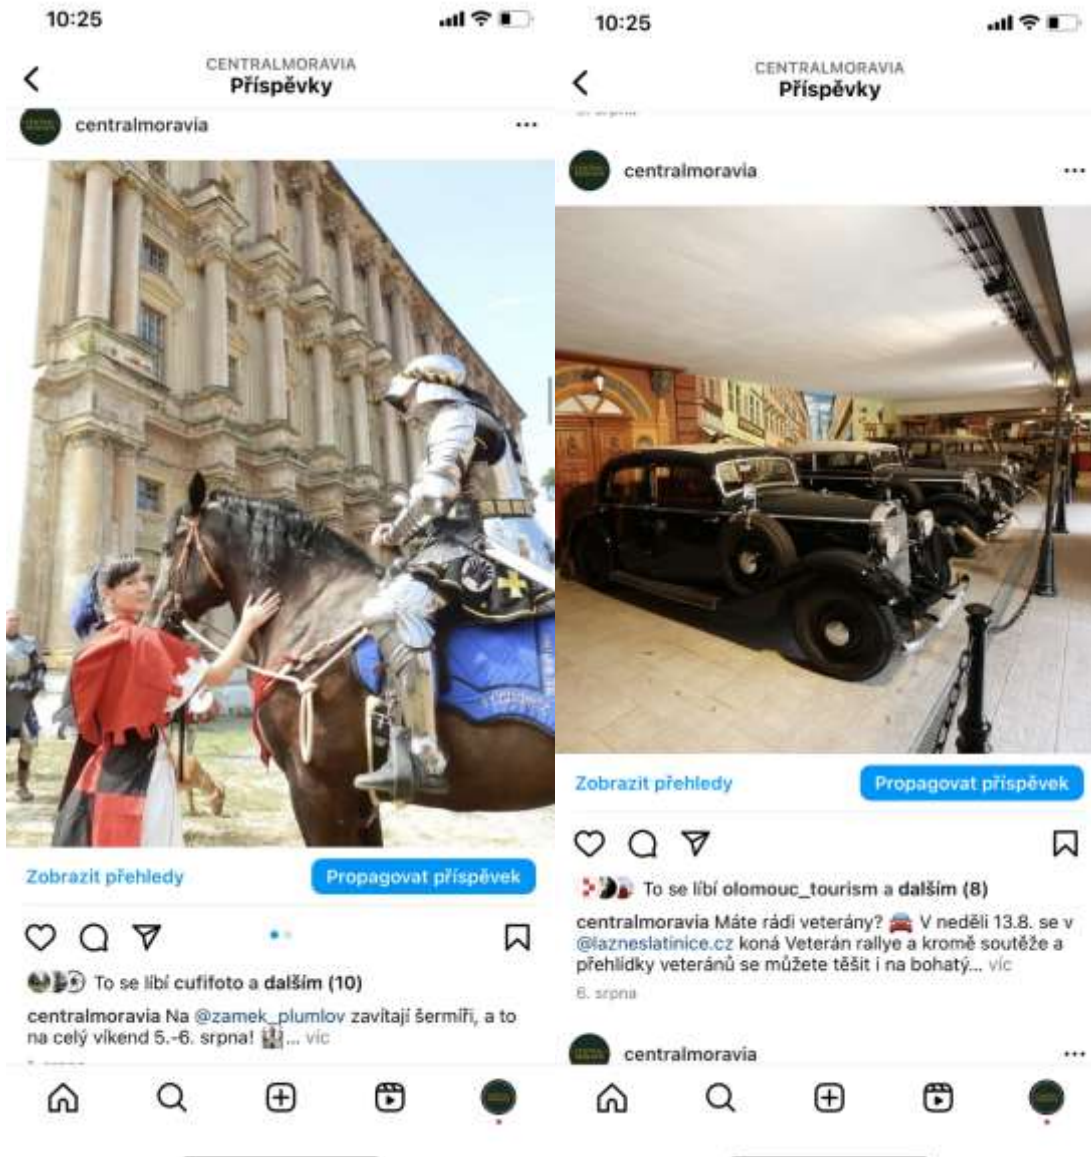 10:25
CENTRALMORAVIA
Příspěvky
centralmoravia
Zobrazit přehledy
Propagovat příspěvek
To se líbí cufifoto a dalším (10)
centralmoravia Na @zamek_plumlov zavítají šermíři, a to
na celý víkend 5.-6. srpna! ... víc
10:25
CENTRALMORAVIA
Příspěvky
centralmoravia
Zobrazit přehledy
Propagovat příspěvek
To se líbí olomouc_tourism a dalším (8)
centralmoravia Máte rádi veterány? V neděli 13.8. se v
@lazneslatinice.cz koná Veterán rallye a kromě soutěže a
přehlídky veteránů se můžete těšit i na bohatý... víc
6. srpna
centralmoravia